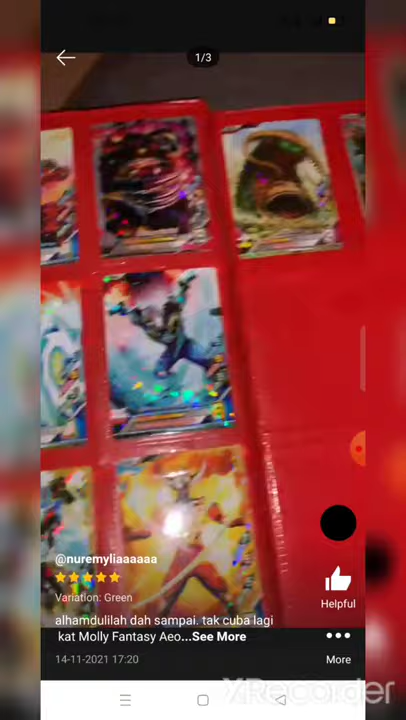 1/3
@nuremyliaaaaaa
Variation: Green
Helpful
alhamdulilah dah sampai. tak cuba lagi
kat Molly Fantasy Aeo...See More
14-11-2021 17:20
More
XRecorder